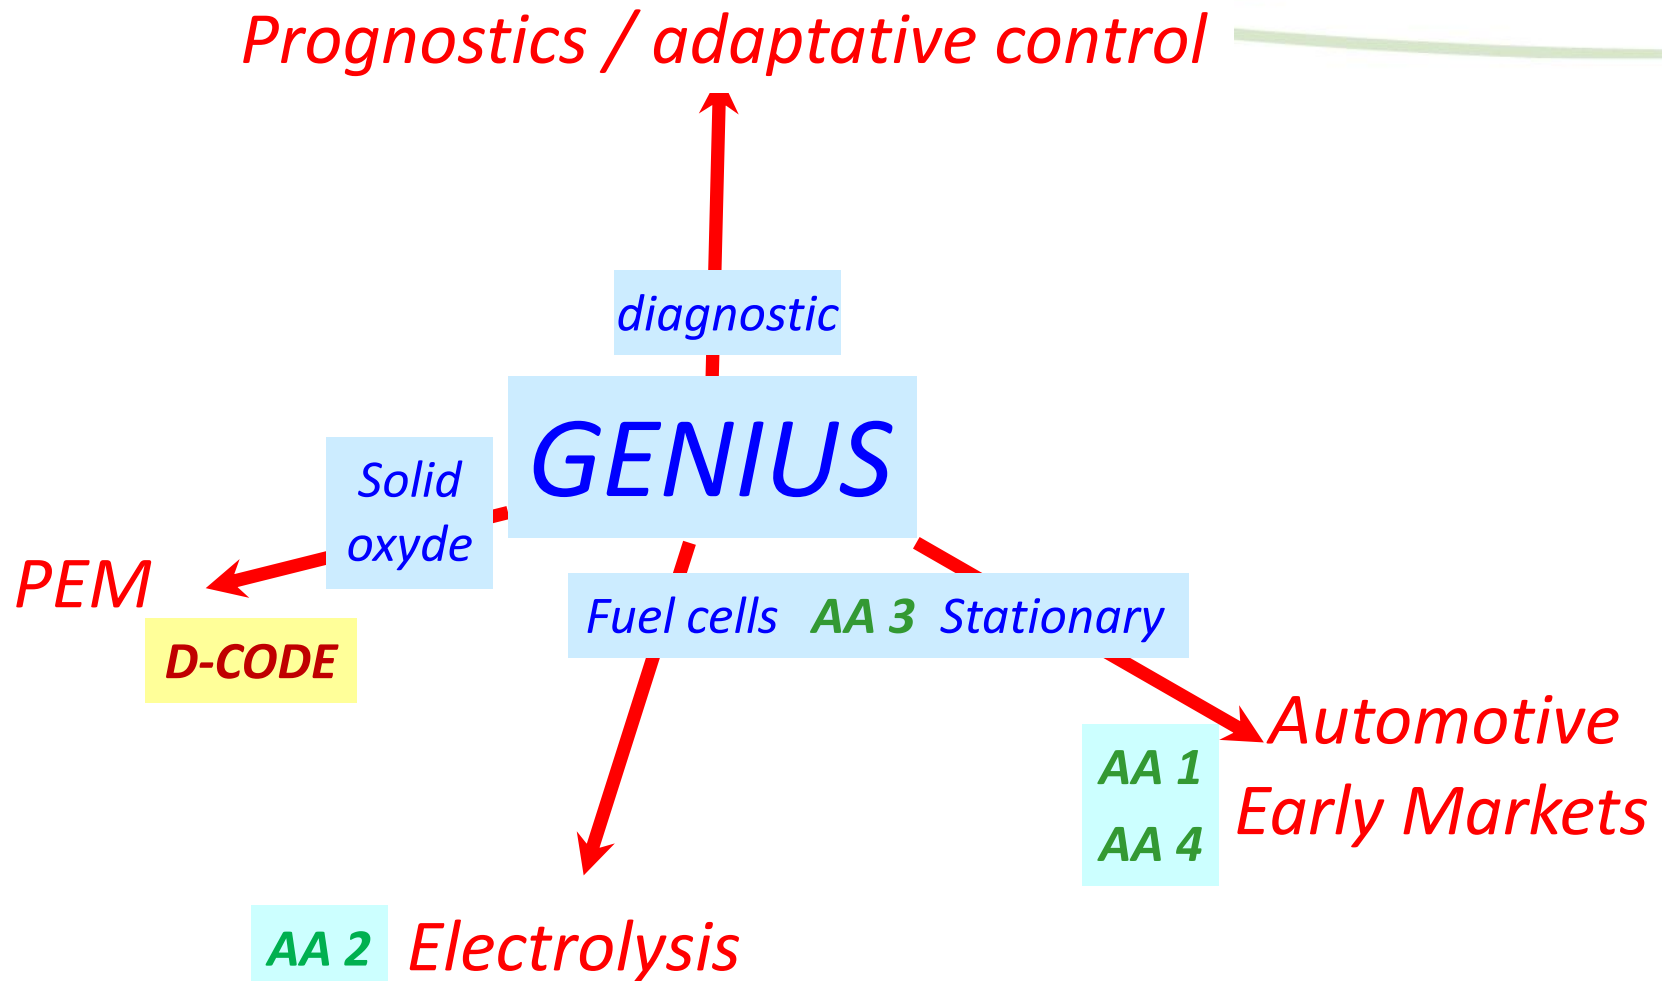 Prognostics / adaptative control
diagnostic
GENIUS
Solid
oxyde
PEM
D-CODE
Fuel cells AA 3 Stationary
Automotive
AA 1
Early Markets
AA 4
AA 2 Electrolysis